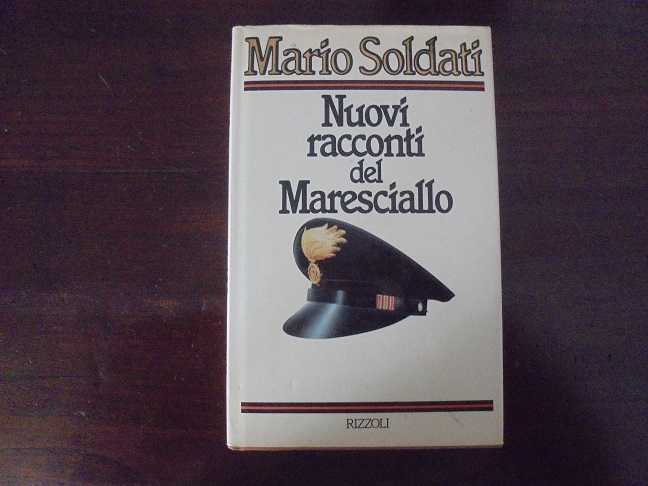 Mario Soldati
Nuovi
racconti
del
Maresciallo
RIZZOLI